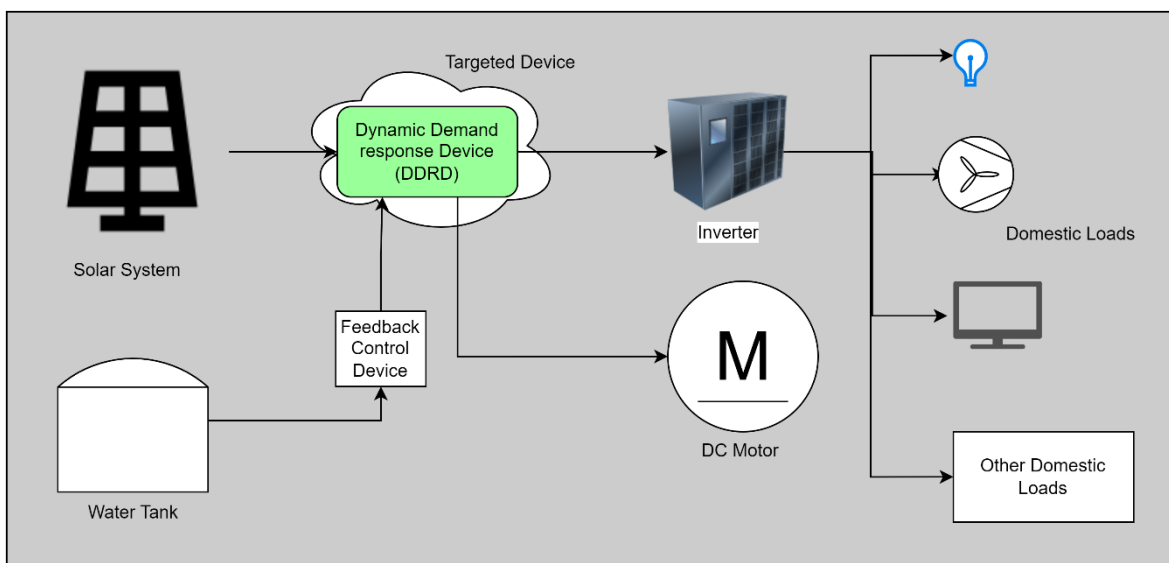 Targeted Device
Dynamic Demand
response Device
(DDRD)
Solar System
Inverter
Domestic Loads
Feedback
Control
Device
M
DC Motor
Water Tank
Other Domestic
Loads